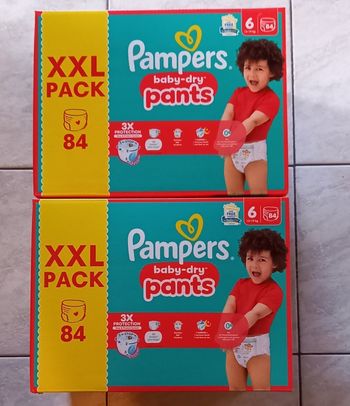 XXL
PACK
84
Pampers
baby-dry
pants
3X
PROTECTION
6
84
XXL
PACK
84
Pampers
baby-dry
pants
3X
PROTECTION
6
84